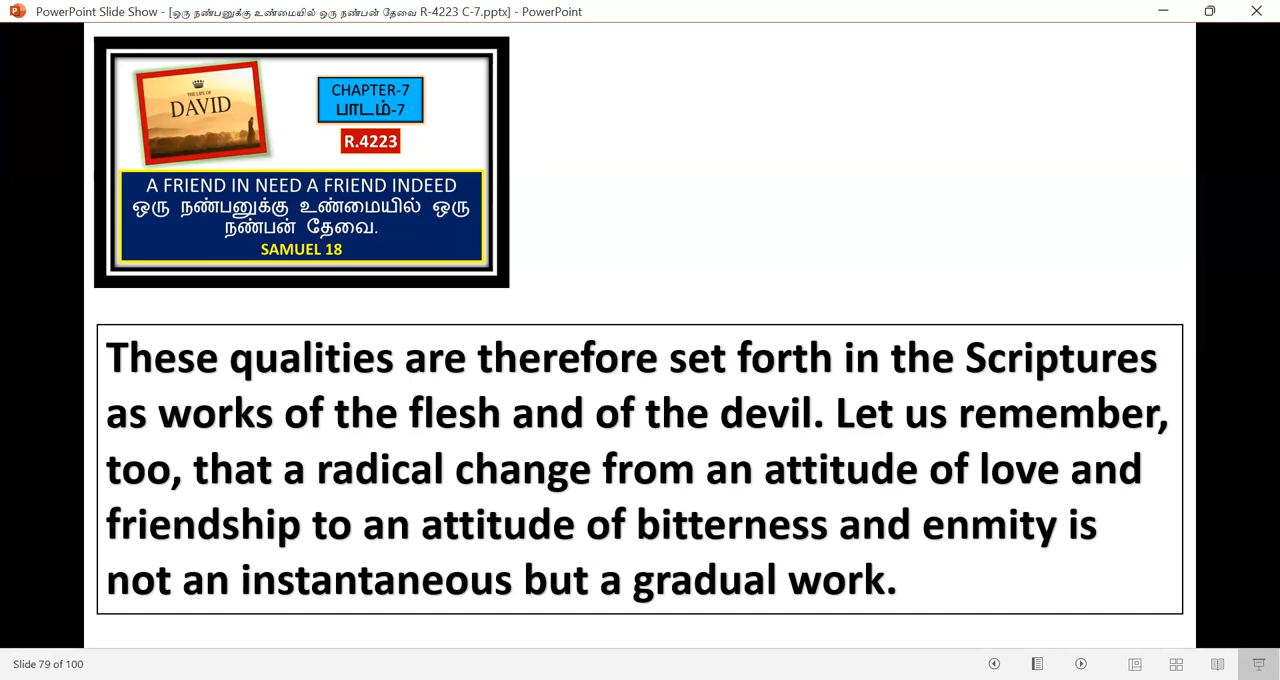 PowerPoint Slide Show - [ஒரு நண்பனுக்கு உண்மையில் ஒரு நண்பன் தேவை R-4223 C-7.pptx] - PowerPoint
THE LIFE OF
DAVID
CHAPTER-7
பாடம்-7
R.4223
A FRIEND IN NEED A FRIEND INDEED
ஒரு நண்பனுக்கு உண்மையில் ஒரு
நண்பன் தேவை.
SAMUEL 18
These qualities are therefore set forth in the Scriptures
as works of the flesh and of the devil. Let us remember,
too, that a radical change from an attitude of love and
friendship to an attitude of bitterness and enmity is
not an instantaneous but a gradual work.
Slide 79 of 100